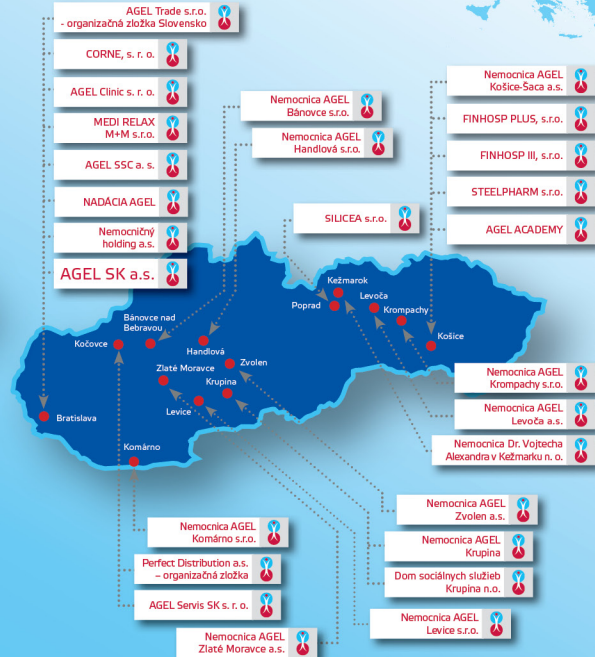 AGEL Trade s.r.o.
- organizačná zložka Slovensko
CORNE, s. r. o.
AGEL Clinic s. r. o.
MEDI RELAX
M+M s.r.o.
AGEL SSC a. s.
NADÁCIA AGEL
Nemocničný
holding a.s.
AGEL SK a.s.
Nemocnica AGEL
Bánovce s.r.o.
Nemocnica AGEL
Handlová s.r.o.
SILICEA s.r.o.
Nemocnica AGEL
Košice-Šaca a.s.
FINHOSP PLUS, s.r.o.
FINHOSP III, s.r.o.
STEELPHARM s.r.o.
AGEL ACADEMY
Kežmarok
Poprad
Levoča
Krompachy
Košice
Bánovce nad
Bebravou
Kočovce
Handlová
Zvolen
Zlaté Moravce
Krupina
Levice
Bratislava
Komárno
Nemocnica AGEL
Krompachy s.r.o.
Nemocnica AGEL
Levoča a.s.
Nemocnica Dr. Vojtecha
Alexandra v Kežmarku n. o.
Nemocnica AGEL
Zvolen a.s.
Nemocnica AGEL
Krupina
Dom sociálnych služieb
Krupina n.o.
Nemocnica AGEL
Levice s.r.o.
Nemocnica AGEL
Komárno s.r.o.
Perfect Distribution a.s.
– organizačná zložka
AGEL Servis SK s. r. o.
Nemocnica AGEL
Zlaté Moravce a.s.